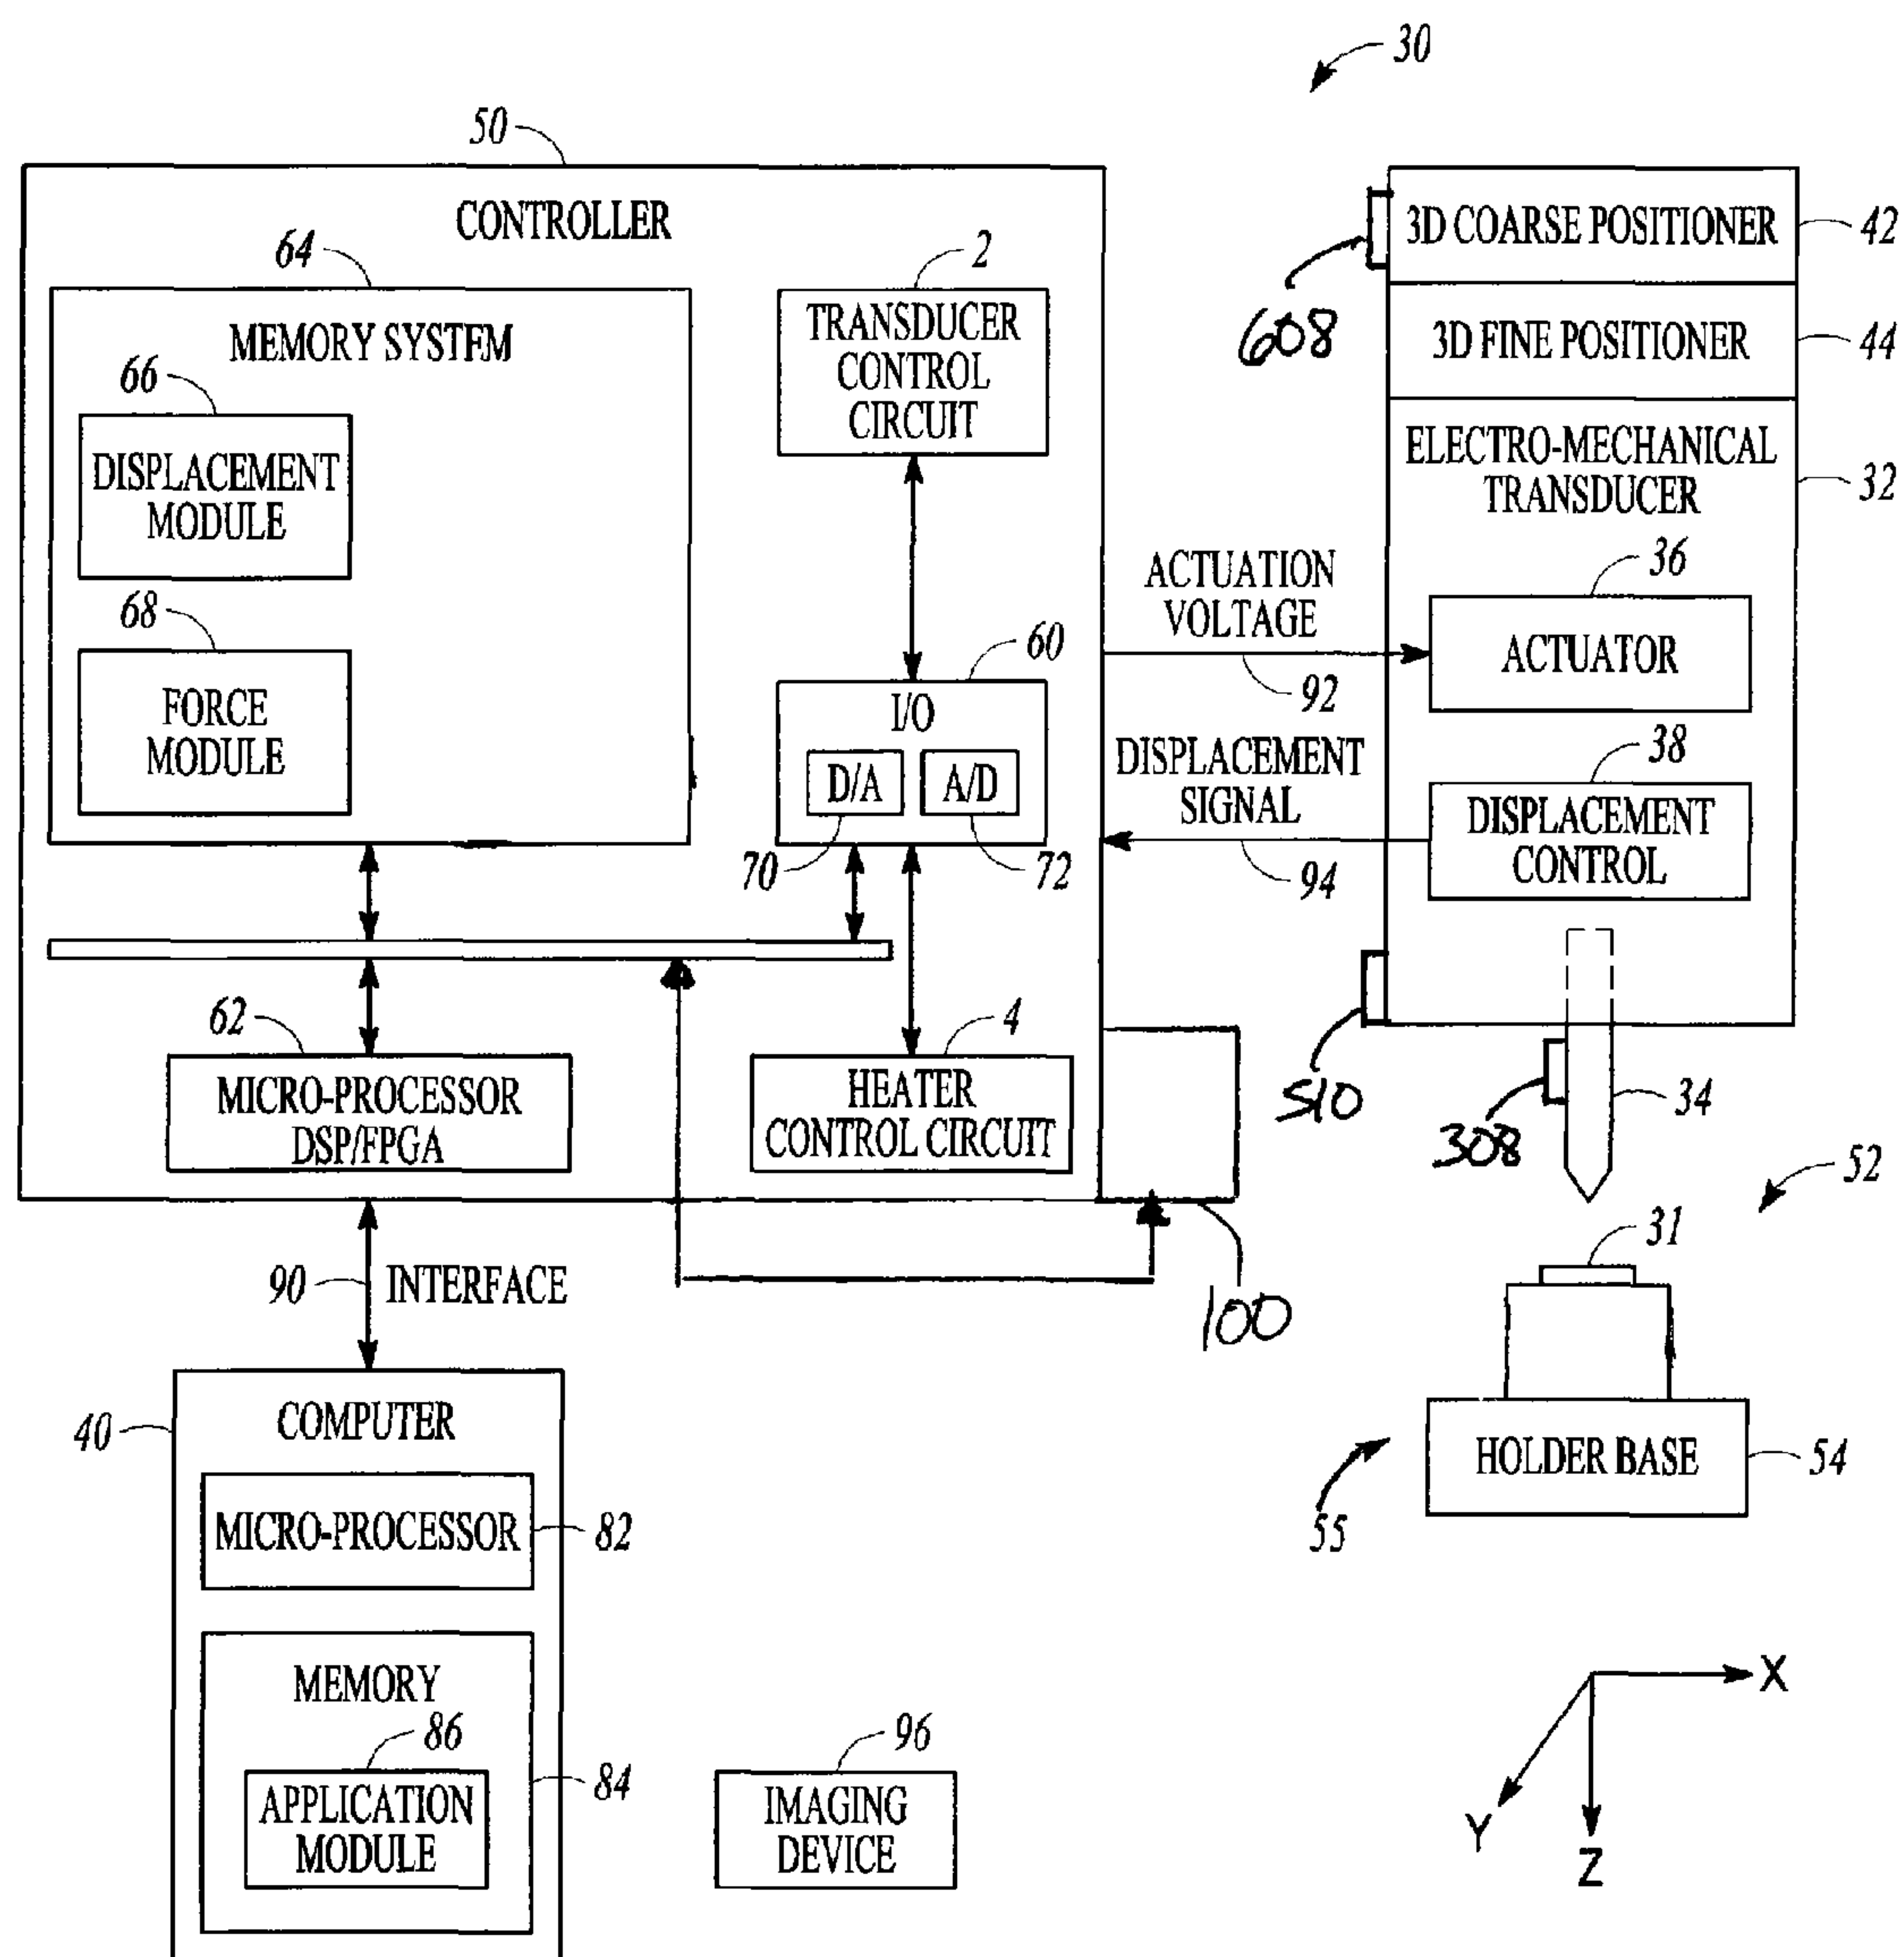 30
50
CONTROLLER
64
MEMORY SYSTEM
66
DISPLACEMENT
MODULE
68
FORCE
MODULE
2
TRANSDUCER
CONTROL
CIRCUIT
60
I/O
D/A
A/D
70
72
62
MICRO-PROCESSOR
DSP/FPGA
4
HEATER
CONTROL CIRCUIT
100
ACTUATION
VOLTAGE
92
DISPLACEMENT
SIGNAL
94
608
3D COARSE POSITIONER
42
3D FINE POSITIONER
44
ELECTRO-MECHANICAL
TRANSDUCER
32
36
ACTUATOR
38
DISPLACEMENT
CONTROL
510
308
34
52
31
HOLDER BASE
54
55
90
INTERFACE
40
COMPUTER
MICRO-PROCESSOR
82
MEMORY
86
APPLICATION
MODULE
84
96
IMAGING
DEVICE
X
Y
Z